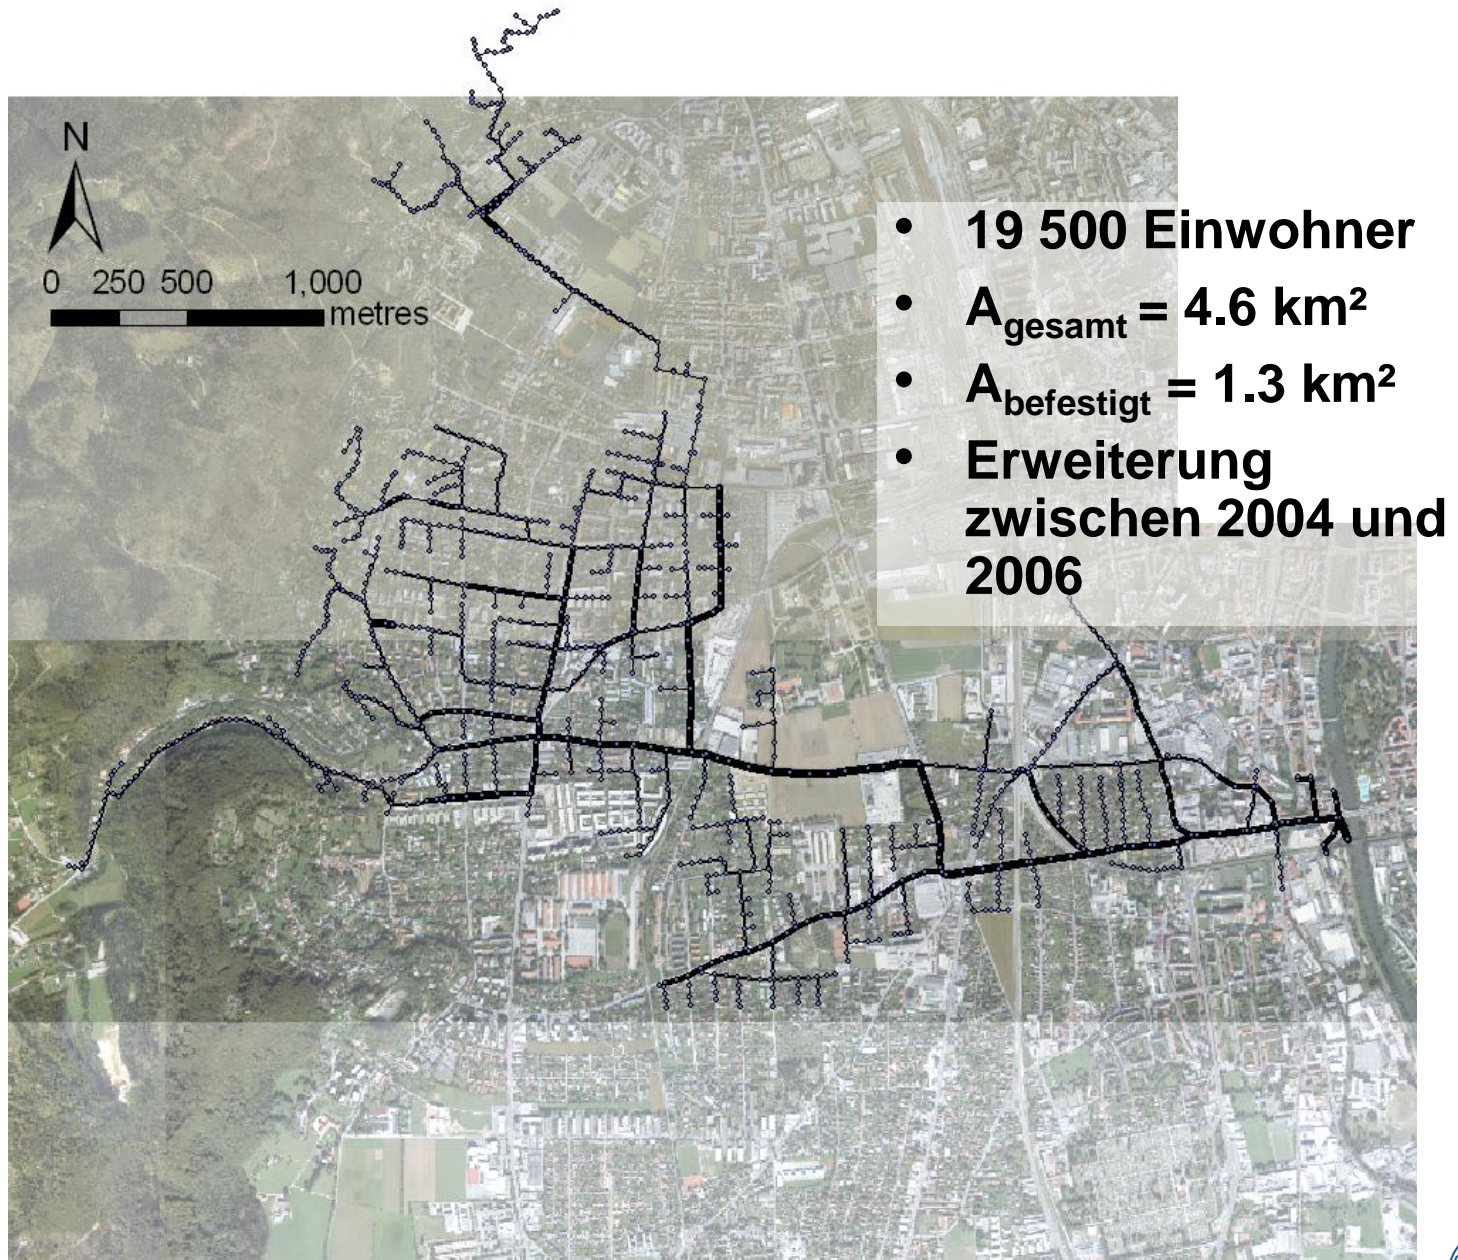 N
0 250 500 1,000
metres
• 19 500 Einwohner
• Agesamt = 4.6 km²
• Abefestigt = 1.3 km²
• Erweiterung
zwischen 2004 und
2006